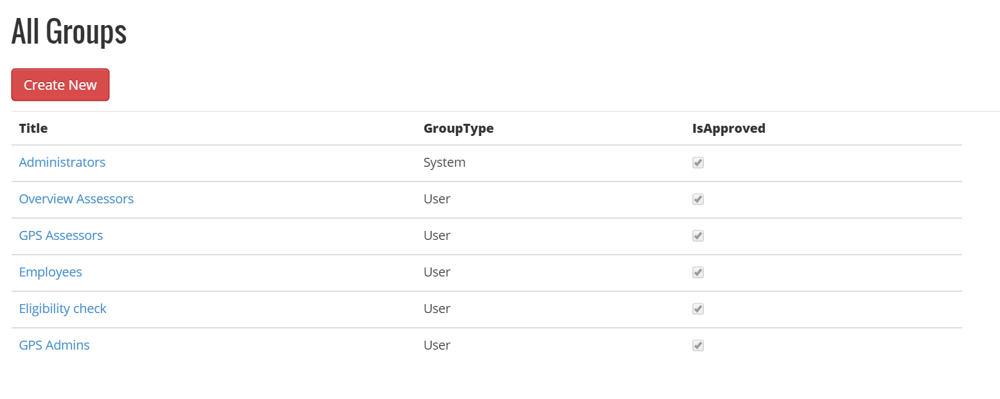 All Groups
Create New
Title GroupType IsApproved
Administrators System
Overview Assessors User
GPS Assessors User
Employees User
Eligibility check User
GPS Admins User